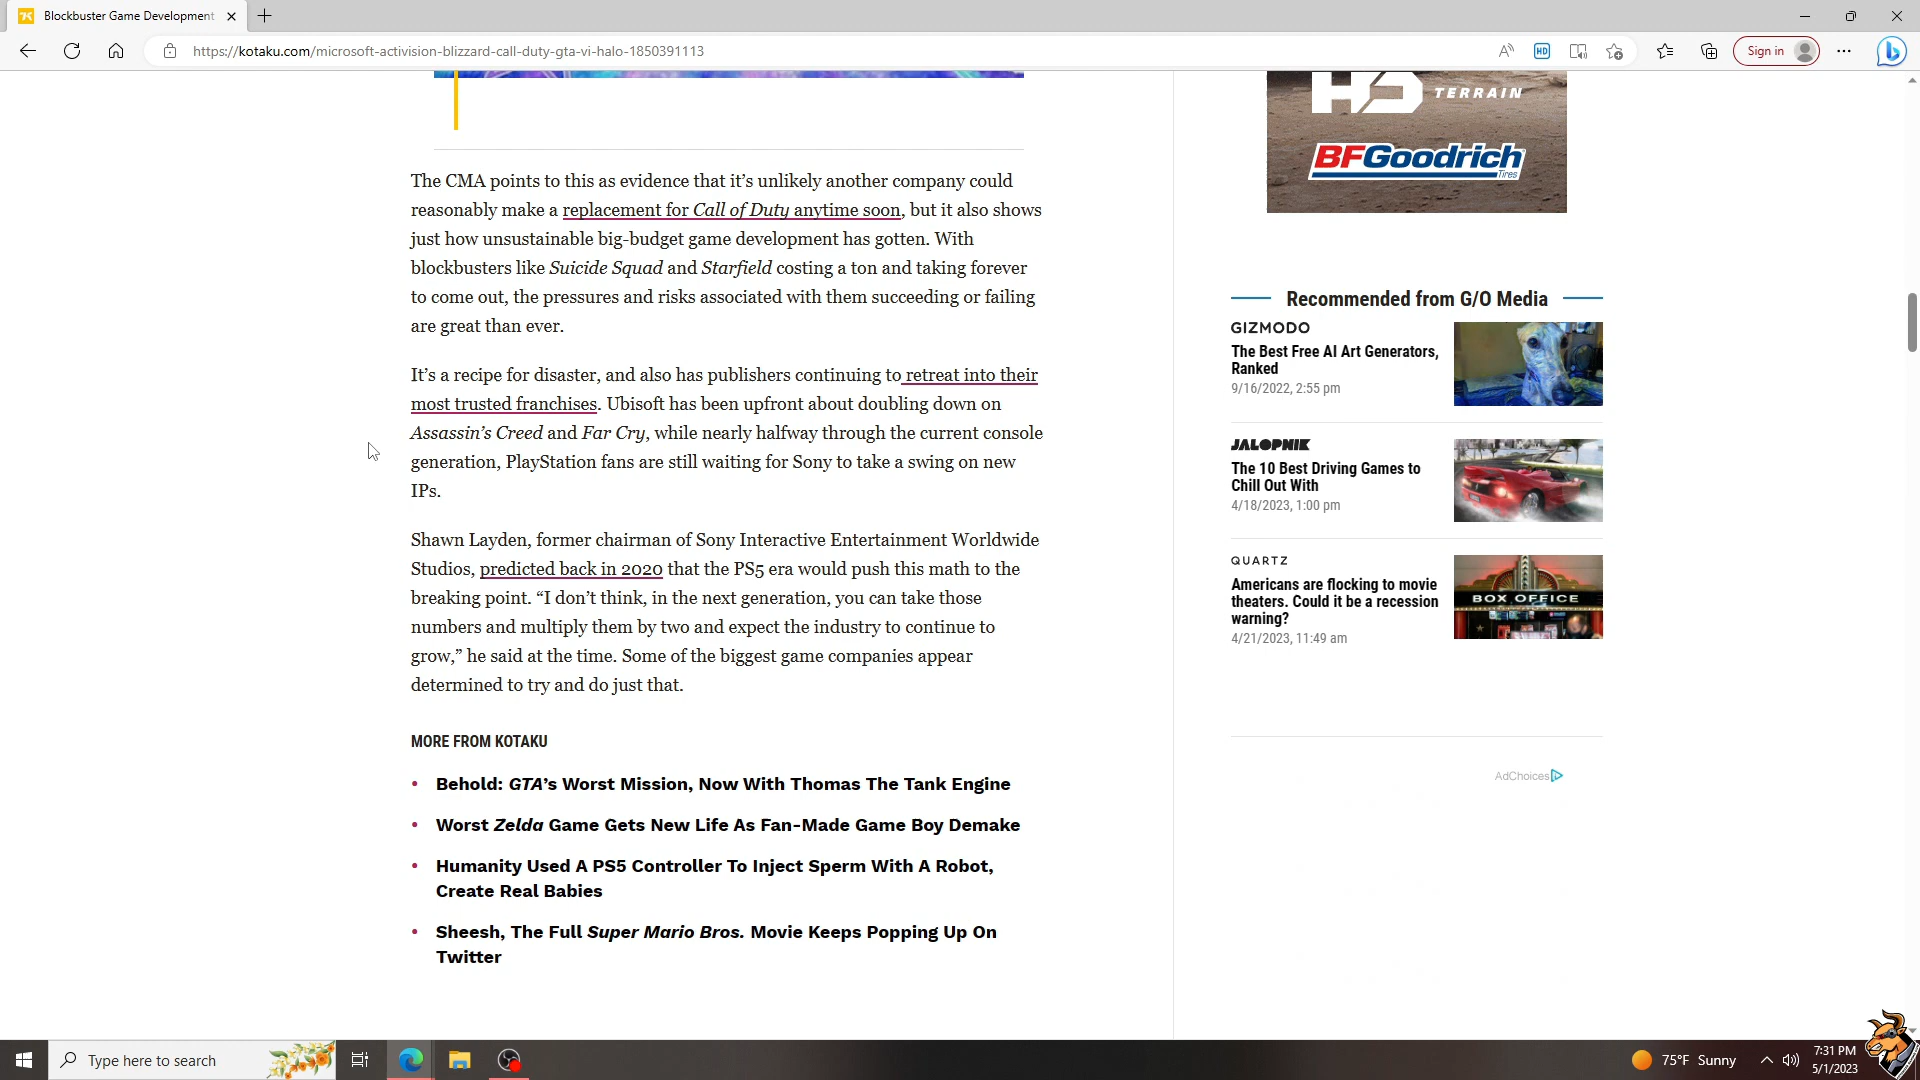 Blockbuster Game Development
https://kotaku.com/microsoft-activision-blizzard-call-duty-gta-vi-halo-1850391113
HD
Sign in
HD TERRAIN
BFGoodrich
Tires
The CMA points to this as evidence that it’s unlikely another company could
reasonably make a replacement for Call of Duty anytime soon, but it also shows
just how unsustainable big-budget game development has gotten. With
blockbusters like Suicide Squad and Starfield costing a ton and taking forever
to come out, the pressures and risks associated with them succeeding or failing
are great than ever.
It’s a recipe for disaster, and also has publishers continuing to retreat into their
most trusted franchises. Ubisoft has been upfront about doubling down on
Assassin’s Creed and Far Cry, while nearly halfway through the current console
generation, PlayStation fans are still waiting for Sony to take a swing on new
IPs.
Shawn Layden, former chairman of Sony Interactive Entertainment Worldwide
Studios, predicted back in 2020 that the PS5 era would push this math to the
breaking point. “I don’t think, in the next generation, you can take those
numbers and multiply them by two and expect the industry to continue to
grow,” he said at the time. Some of the biggest game companies appear
determined to try and do just that.
MORE FROM KOTAKU
• Behold: GTA’s Worst Mission, Now With Thomas The Tank Engine
• Worst Zelda Game Gets New Life As Fan-Made Game Boy Demake
• Humanity Used A PS5 Controller To Inject Sperm With A Robot,
Create Real Babies
• Sheesh, The Full Super Mario Bros. Movie Keeps Popping Up On
Twitter
Recommended from G/O Media
GIZMODO
The Best Free AI Art Generators,
Ranked
9/16/2022, 2:55 pm
JALOPNIK
The 10 Best Driving Games to
Chill Out With
4/18/2023, 1:00 pm
QUARTZ
Americans are flocking to movie
theaters. Could it be a recession
warning?
4/21/2023, 11:49 am
BOX OFFICE
AdChoices
Type here to search
75°F Sunny
7:31 PM
5/1/2023